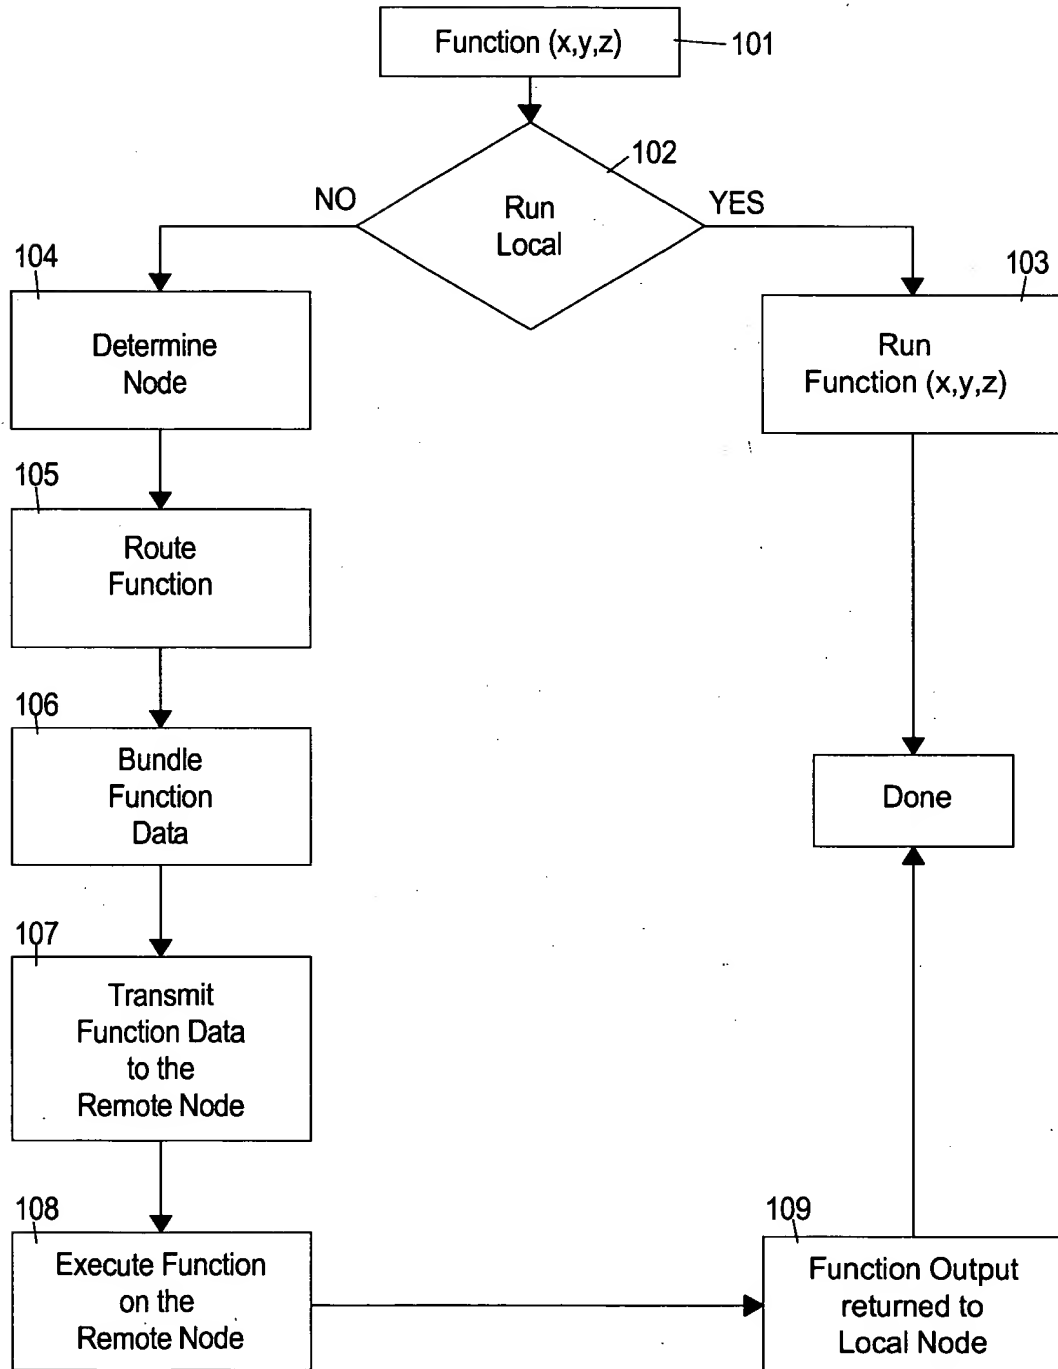 Function (x,y,z)
101
102
Run
Local
NO
YES
104
Determine
Node
103
Run
Function (x,y,z)
105
Route
Function
106
Bundle
Function
Data
Done
107
Transmit
Function Data
to the
Remote Node
108
Execute Function
on the
Remote Node
109
Function Output
returned to
Local Node